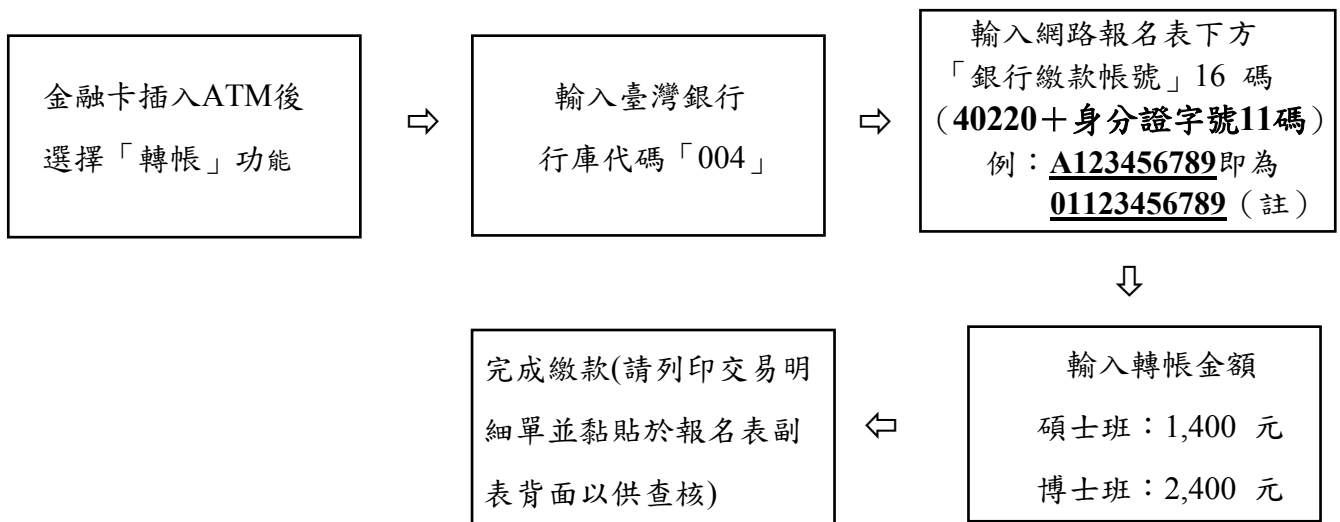 金融卡插入ATM後
選擇「轉帳」功能
輸入臺灣銀行
行庫代碼「004」
輸入網路報名表下方
「銀行繳款帳號」16 碼
（40220＋身分證字號11碼）
例：A123456789即為
01123456789（註）
輸入轉帳金額
碩士班：1,400 元
博士班：2,400 元
完成繳款(請列印交易明
細單並黏貼於報名表副
表背面以供查核)